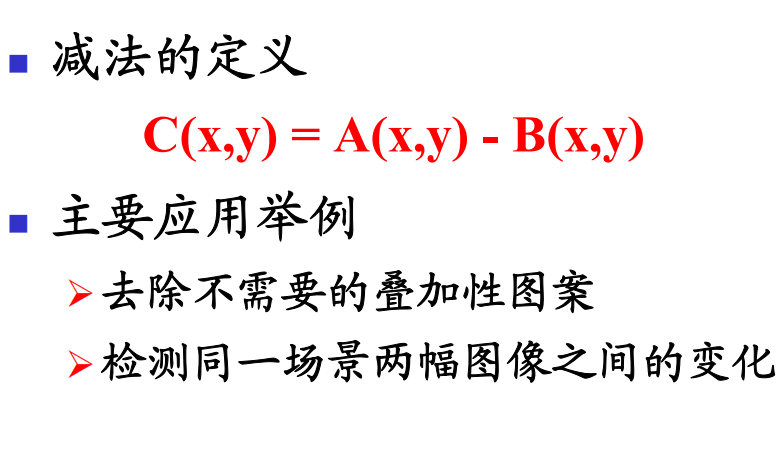 减法的定义
C(x,y) = A(x,y) - B(x,y)
主要应用举例
去除不需要的叠加性图案
检测同一场景两幅图像之间的变化